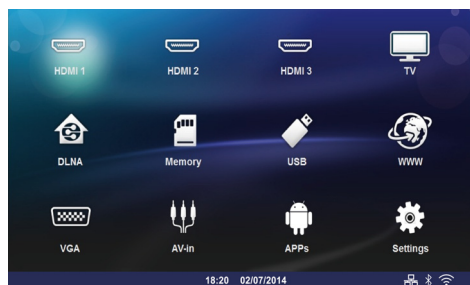 HDMI 1 HDMI 2 HDMI 3 TV
DLNA Memory USB WWW
VGA AV-in APPs Settings
18:20 02/07/2014